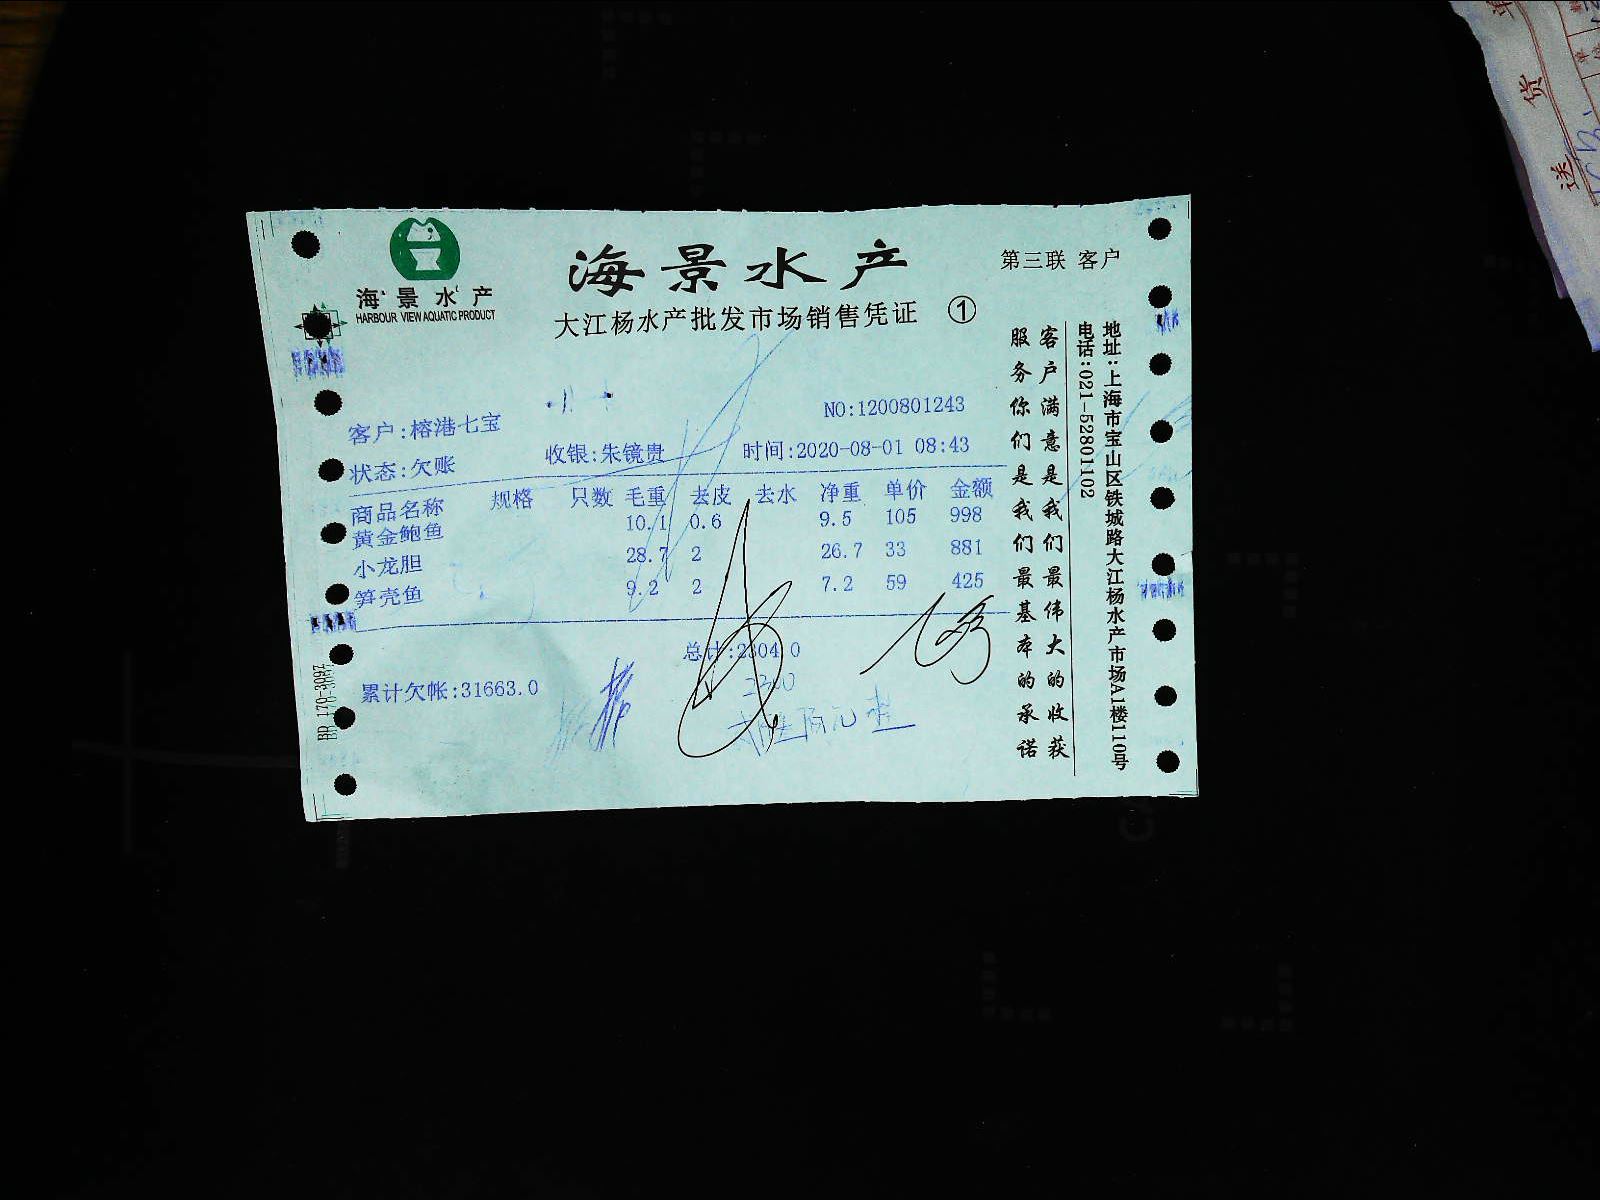 海景水产
HARBOUR VIEW AQUATIC PRODUCT
海景水产
大江杨水产批发市场销售凭证 ①
第三联 客户
NO:1200801243
客户:榕港七宝
状态:欠账 收银:朱镜贵 时间:2020-08-01 08:43
商品名称 规格 只数 毛重 去皮 去水 净重 单价 金额
黄金鲍鱼 10.1 0.6 9.5 105 998
小龙胆 28.7 2 26.7 33 881
笋壳鱼 9.2 2 7.2 59 425
总计:2304.0
累计欠帐:31663.0
2300
客户满意是我们最伟大的收获
服务你们是我们最基本的承诺
地址:上海市宝山区铁城路大江杨水产市场A1楼110号
电话:021-52801102
送货单